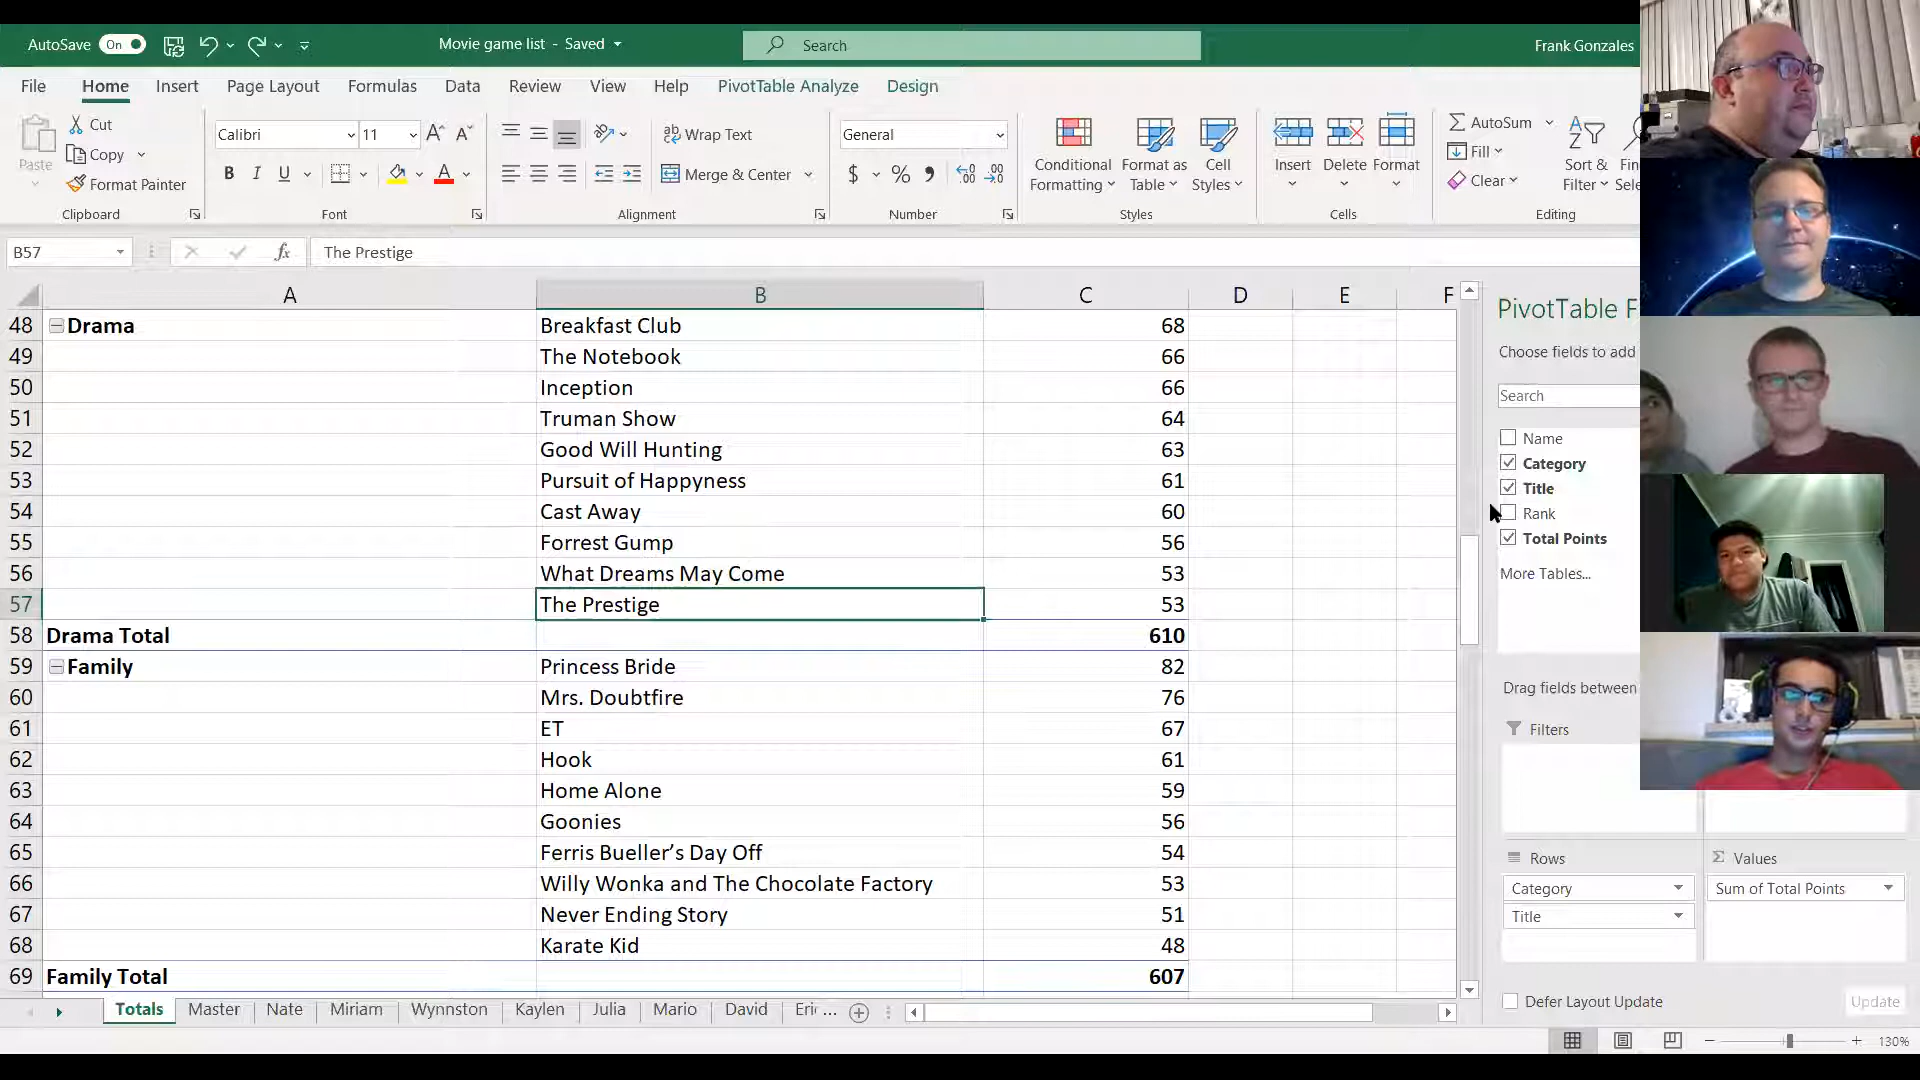 AutoSave On Movie game list - Saved Search Frank Gonzales
File Home Insert Page Layout Formulas Data Review View Help PivotTable Analyze Design
Paste
Cut
Copy
Format Painter
Clipboard
Calibri 11
B I U
Font
Wrap Text
Merge & Center
Alignment
General
$ % ,
Number
Conditional Formatting
Format as Table
Cell Styles
Styles
Insert Delete Format
Cells
AutoSum
Fill
Clear
Sort & Filter
Editing
B57 fx The Prestige
A B C D E F
48 Drama Breakfast Club 68
49 The Notebook 66
50 Inception 66
51 Truman Show 64
52 Good Will Hunting 63
53 Pursuit of Happyness 61
54 Cast Away 60
55 Forrest Gump 56
56 What Dreams May Come 53
57 The Prestige 53
58 Drama Total 610
59 Family Princess Bride 82
60 Mrs. Doubtfire 76
61 ET 67
62 Hook 61
63 Home Alone 59
64 Goonies 56
65 Ferris Bueller’s Day Off 54
66 Willy Wonka and The Chocolate Factory 53
67 Never Ending Story 51
68 Karate Kid 48
69 Family Total 607
PivotTable F
Choose fields to add
Search
Name
Category
Title
Rank
Total Points
More Tables...
Drag fields between
Filters
Rows
Category
Title
Values
Sum of Total Points
Defer Layout Update Update
Totals Master Nate Miriam Wynnston Kaylen Julia Mario David Eric ...
130%